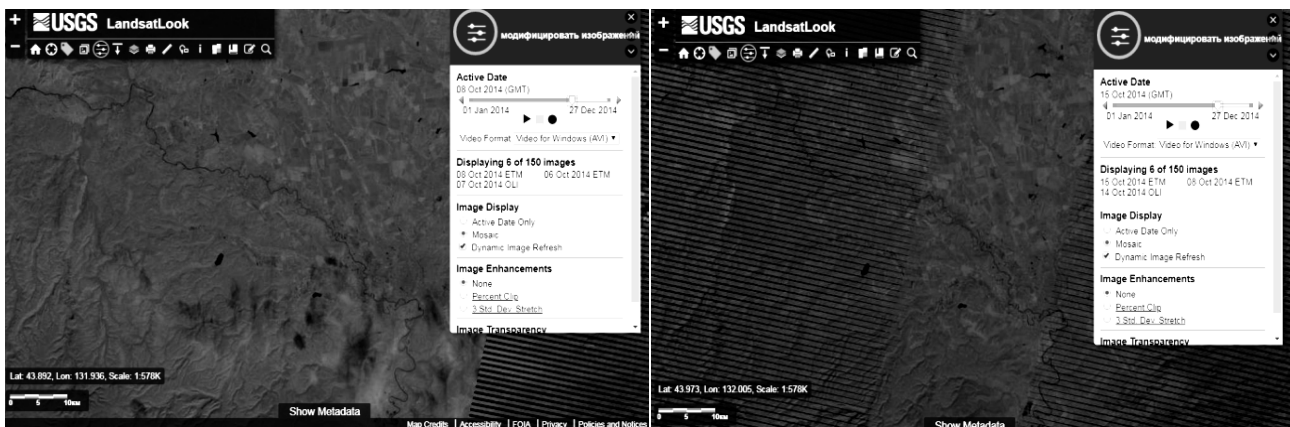 USGS LandsatLook
модифицировать изображений
Active Date
08 Oct 2014 (GMT)
01 Jan 2014 27 Dec 2014
Video Format Video for Windows (AVI)
Displaying 6 of 150 images
08 Oct 2014 ETM 06 Oct 2014 ETM
07 Oct 2014 OLI
Image Display
Active Date Only
Mosaic
Dynamic Image Refresh
Image Enhancements
None
Percent Clip
3 Std. Dev. Stretch
Image Transparency
Lat: 43.892, Lon: 131.936, Scale: 1:578K
0 5 10км
Show Metadata
Map Credits | Accessibility | FOIA | Privacy | Policies and Notices
USGS LandsatLook
модифицировать изображений
Active Date
15 Oct 2014 (GMT)
01 Jan 2014 27 Dec 2014
Video Format Video for Windows (AVI)
Displaying 6 of 150 images
15 Oct 2014 ETM 08 Oct 2014 ETM
14 Oct 2014 OLI
Image Display
Active Date Only
Mosaic
Dynamic Image Refresh
Image Enhancements
None
Percent Clip
3 Std. Dev. Stretch
Image Transparency
Lat: 43.973, Lon: 132.005, Scale: 1:578K
0 5 10км
Show Metadata